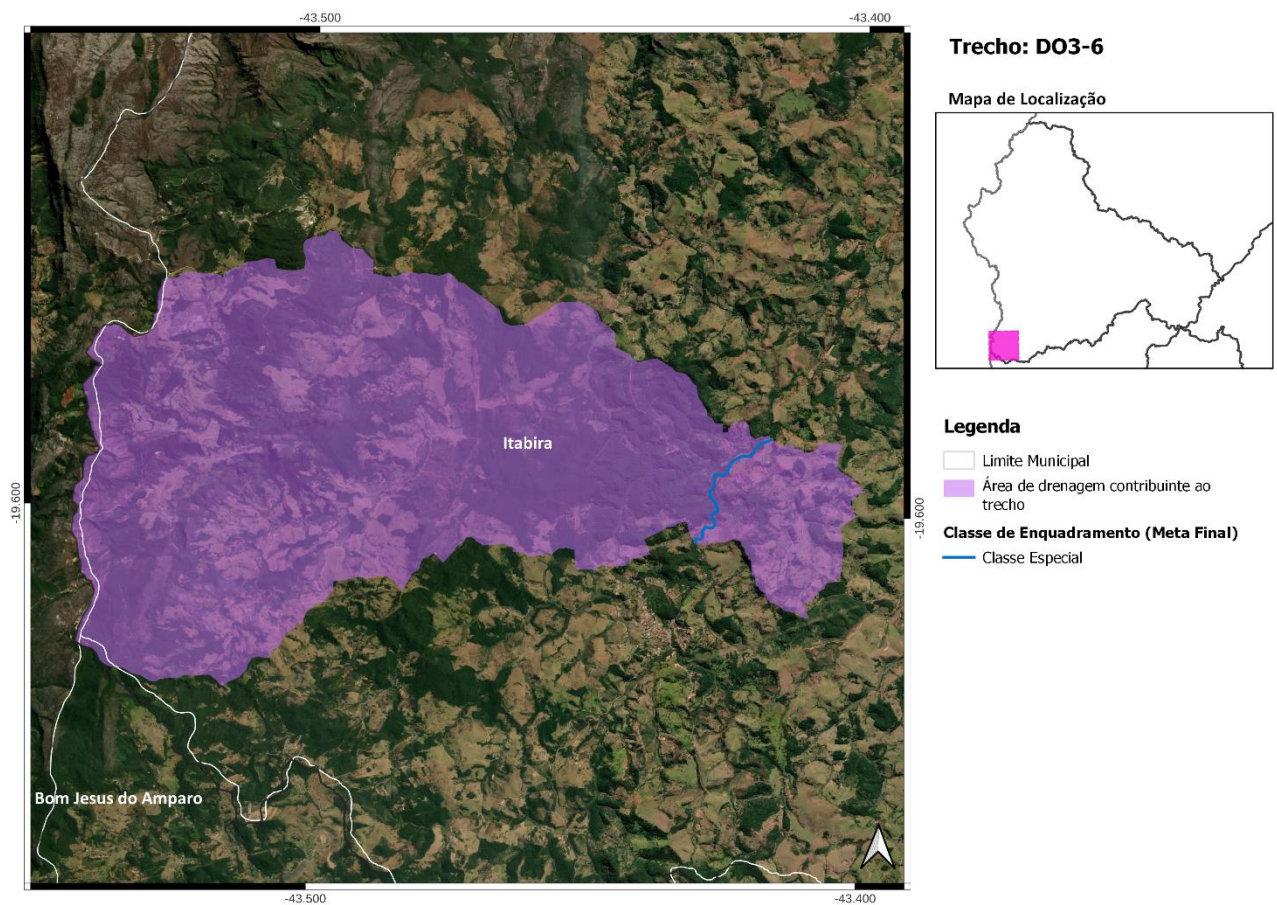 -43.500
-43.400
Trecho: DO3-6
Mapa de Localização
Itabira
-19.600
-19.600
Legenda
Limite Municipal
Área de drenagem contribuinte ao
trecho
Classe de Enquadramento (Meta Final)
Classe Especial
Bom Jesus do Amparo
-43.500
-43.400